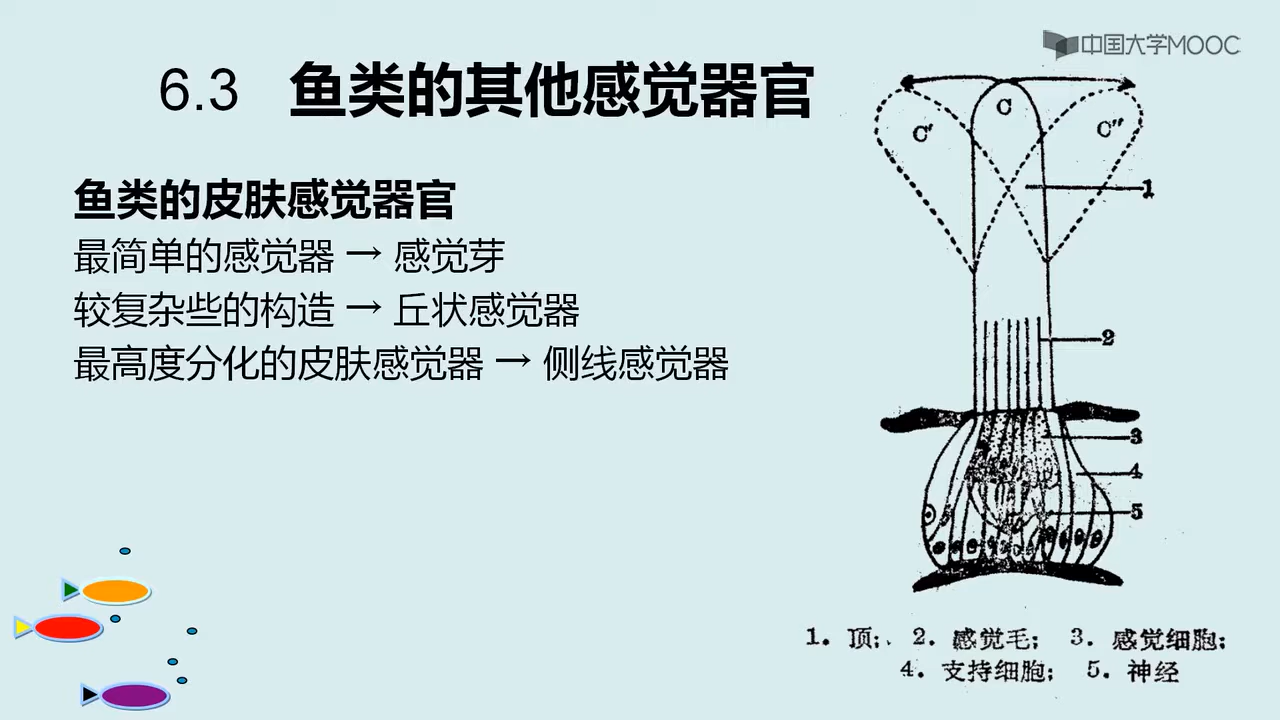 中国大学MOOC
6.3 鱼类的其他感觉器官
鱼类的皮肤感觉器官
最简单的感觉器 → 感觉芽
较复杂些的构造 → 丘状感觉器
最高度分化的皮肤感觉器 → 侧线感觉器
C' C C''
1
2
3
4
5
1. 顶; 2. 感觉毛; 3. 感觉细胞;
4. 支持细胞; 5. 神经